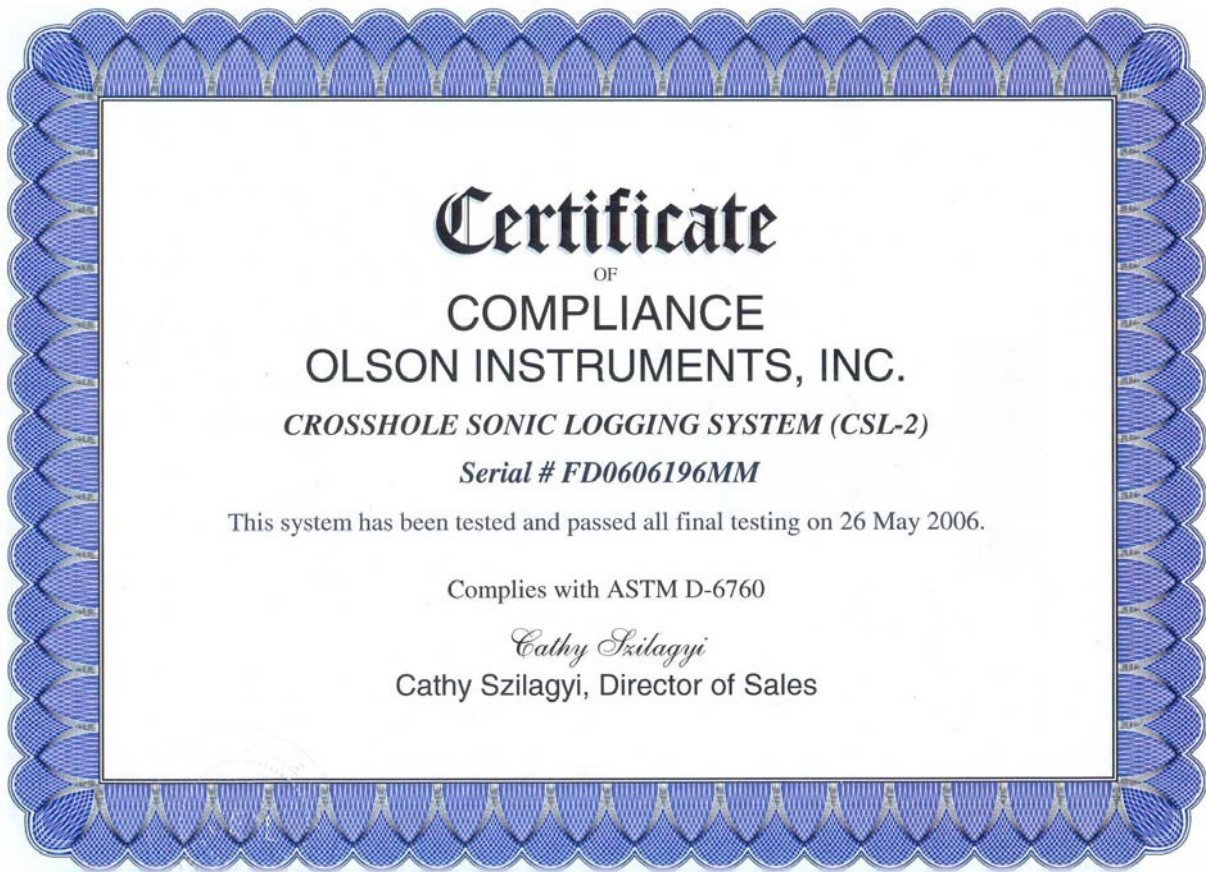 Certificate
OF
COMPLIANCE
OLSON INSTRUMENTS, INC.
CROSSHOLE SONIC LOGGING SYSTEM (CSL-2)
Serial # FD0606196MM
This system has been tested and passed all final testing on 26 May 2006.
Complies with ASTM D-6760
Cathy Szilagyi
Cathy Szilagyi, Director of Sales